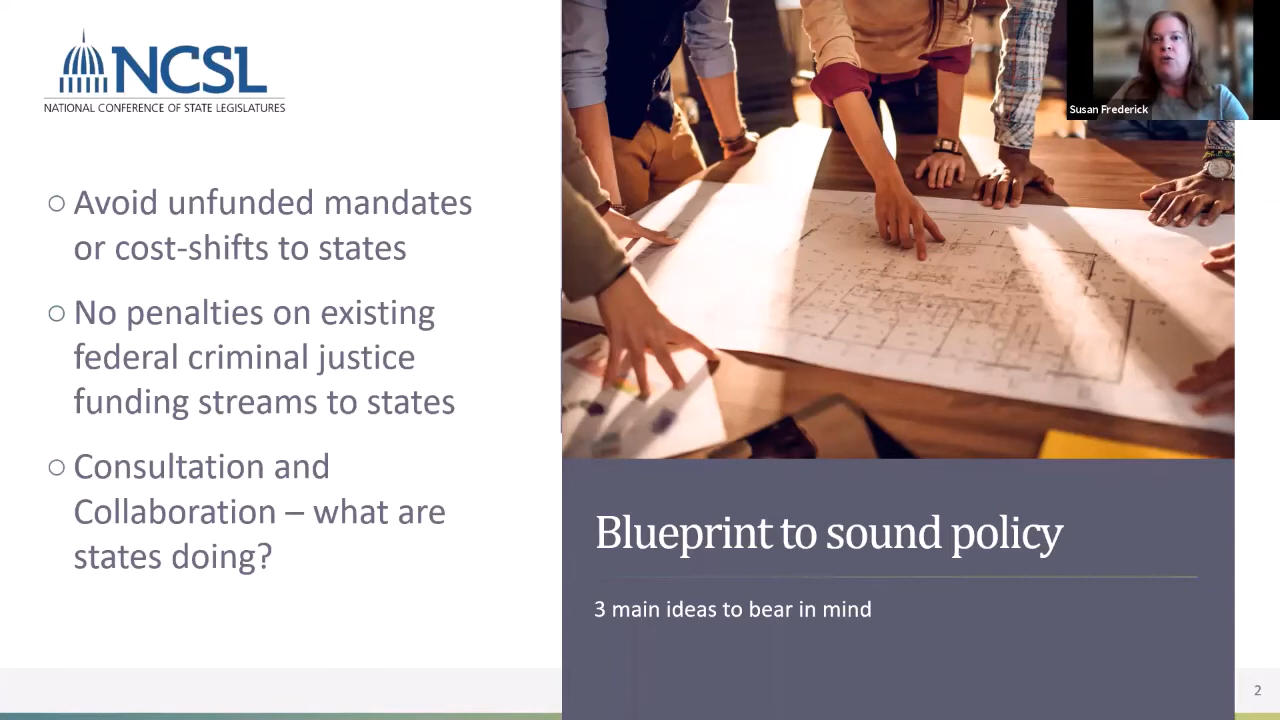 NCSL
NATIONAL CONFERENCE OF STATE LEGISLATURES
Susan Frederick
○ Avoid unfunded mandates
or cost-shifts to states
○ No penalties on existing
federal criminal justice
funding streams to states
○ Consultation and
Collaboration – what are
states doing?
Blueprint to sound policy
3 main ideas to bear in mind
2